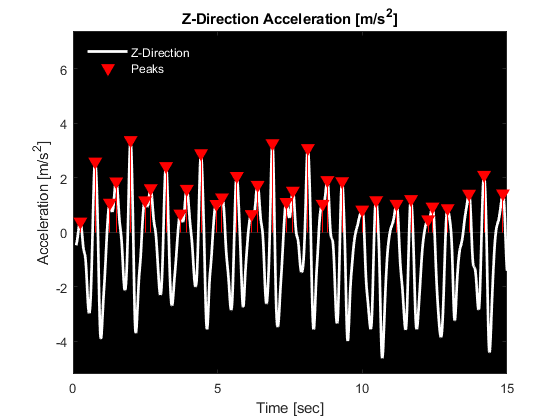 Z-Direction Acceleration [m/s²]
Z-Direction
Peaks
Acceleration [m/s²]
6
4
2
0
-2
-4
0 5 10 15
Time [sec]